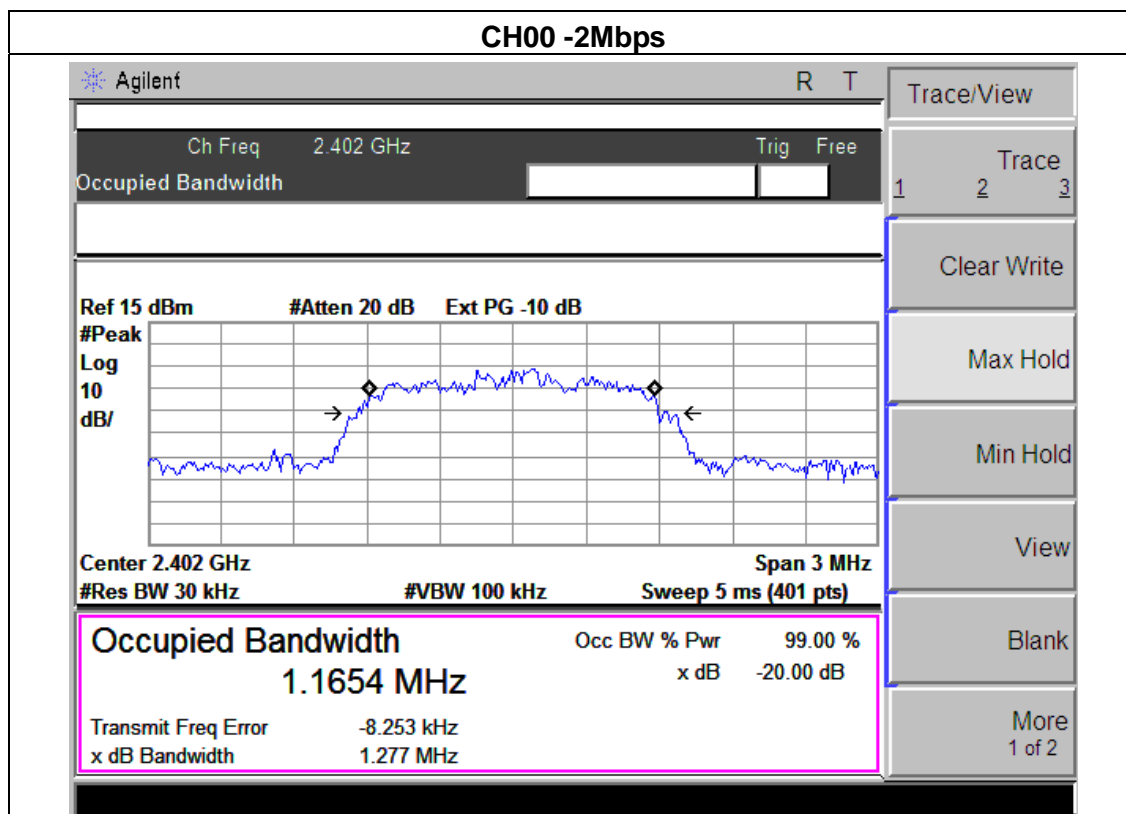 CH00 -2Mbps
Agilent R T
Trace/View
Ch Freq 2.402 GHz Trig Free
Occupied Bandwidth
Trace
1 2 3
Clear Write
Max Hold
Min Hold
View
Blank
More
1 of 2
Ref 15 dBm #Atten 20 dB Ext PG -10 dB
#Peak
Log
10
dB/
Center 2.402 GHz Span 3 MHz
#Res BW 30 kHz #VBW 100 kHz Sweep 5 ms (401 pts)
Occupied Bandwidth Occ BW % Pwr 99.00 %
1.1654 MHz x dB -20.00 dB
Transmit Freq Error -8.253 kHz
x dB Bandwidth 1.277 MHz